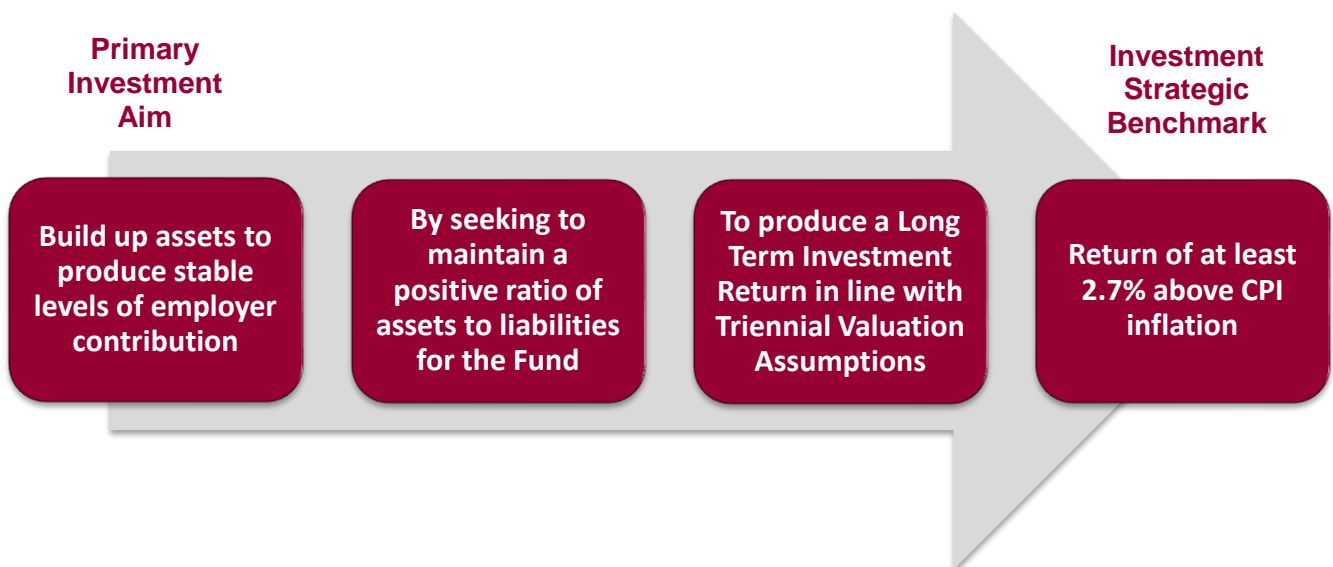 Primary
Investment
Aim
Investment
Strategic
Benchmark
Build up assets to
produce stable
levels of employer
contribution
By seeking to
maintain a
positive ratio of
assets to liabilities
for the Fund
To produce a Long
Term Investment
Return in line with
Triennial Valuation
Assumptions
Return of at least
2.7% above CPI
inflation